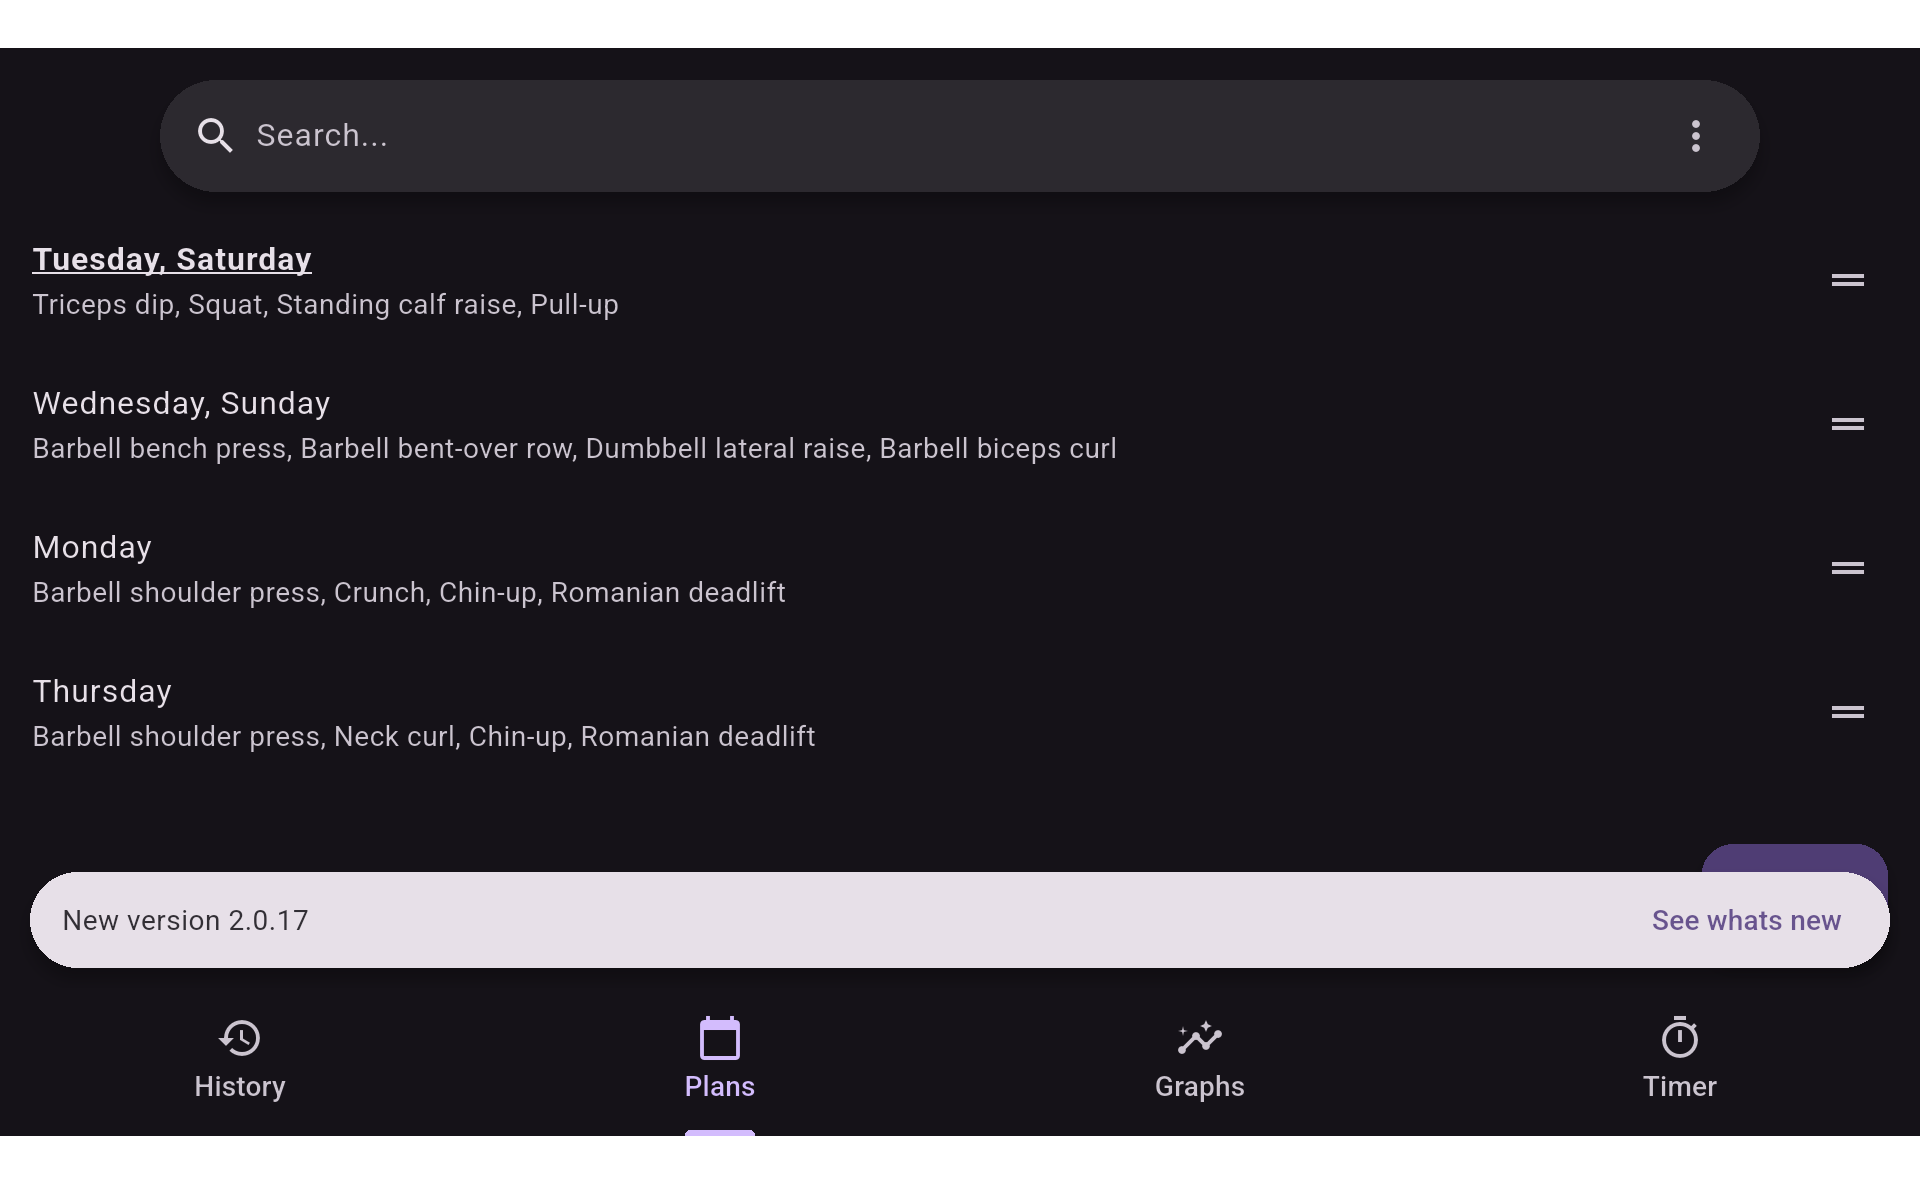 Search...
Tuesday, Saturday
Triceps dip, Squat, Standing calf raise, Pull-up
Wednesday, Sunday
Barbell bench press, Barbell bent-over row, Dumbbell lateral raise, Barbell biceps curl
Monday
Barbell shoulder press, Crunch, Chin-up, Romanian deadlift
Thursday
Barbell shoulder press, Neck curl, Chin-up, Romanian deadlift
New version 2.0.17
See whats new
History
Plans
Graphs
Timer